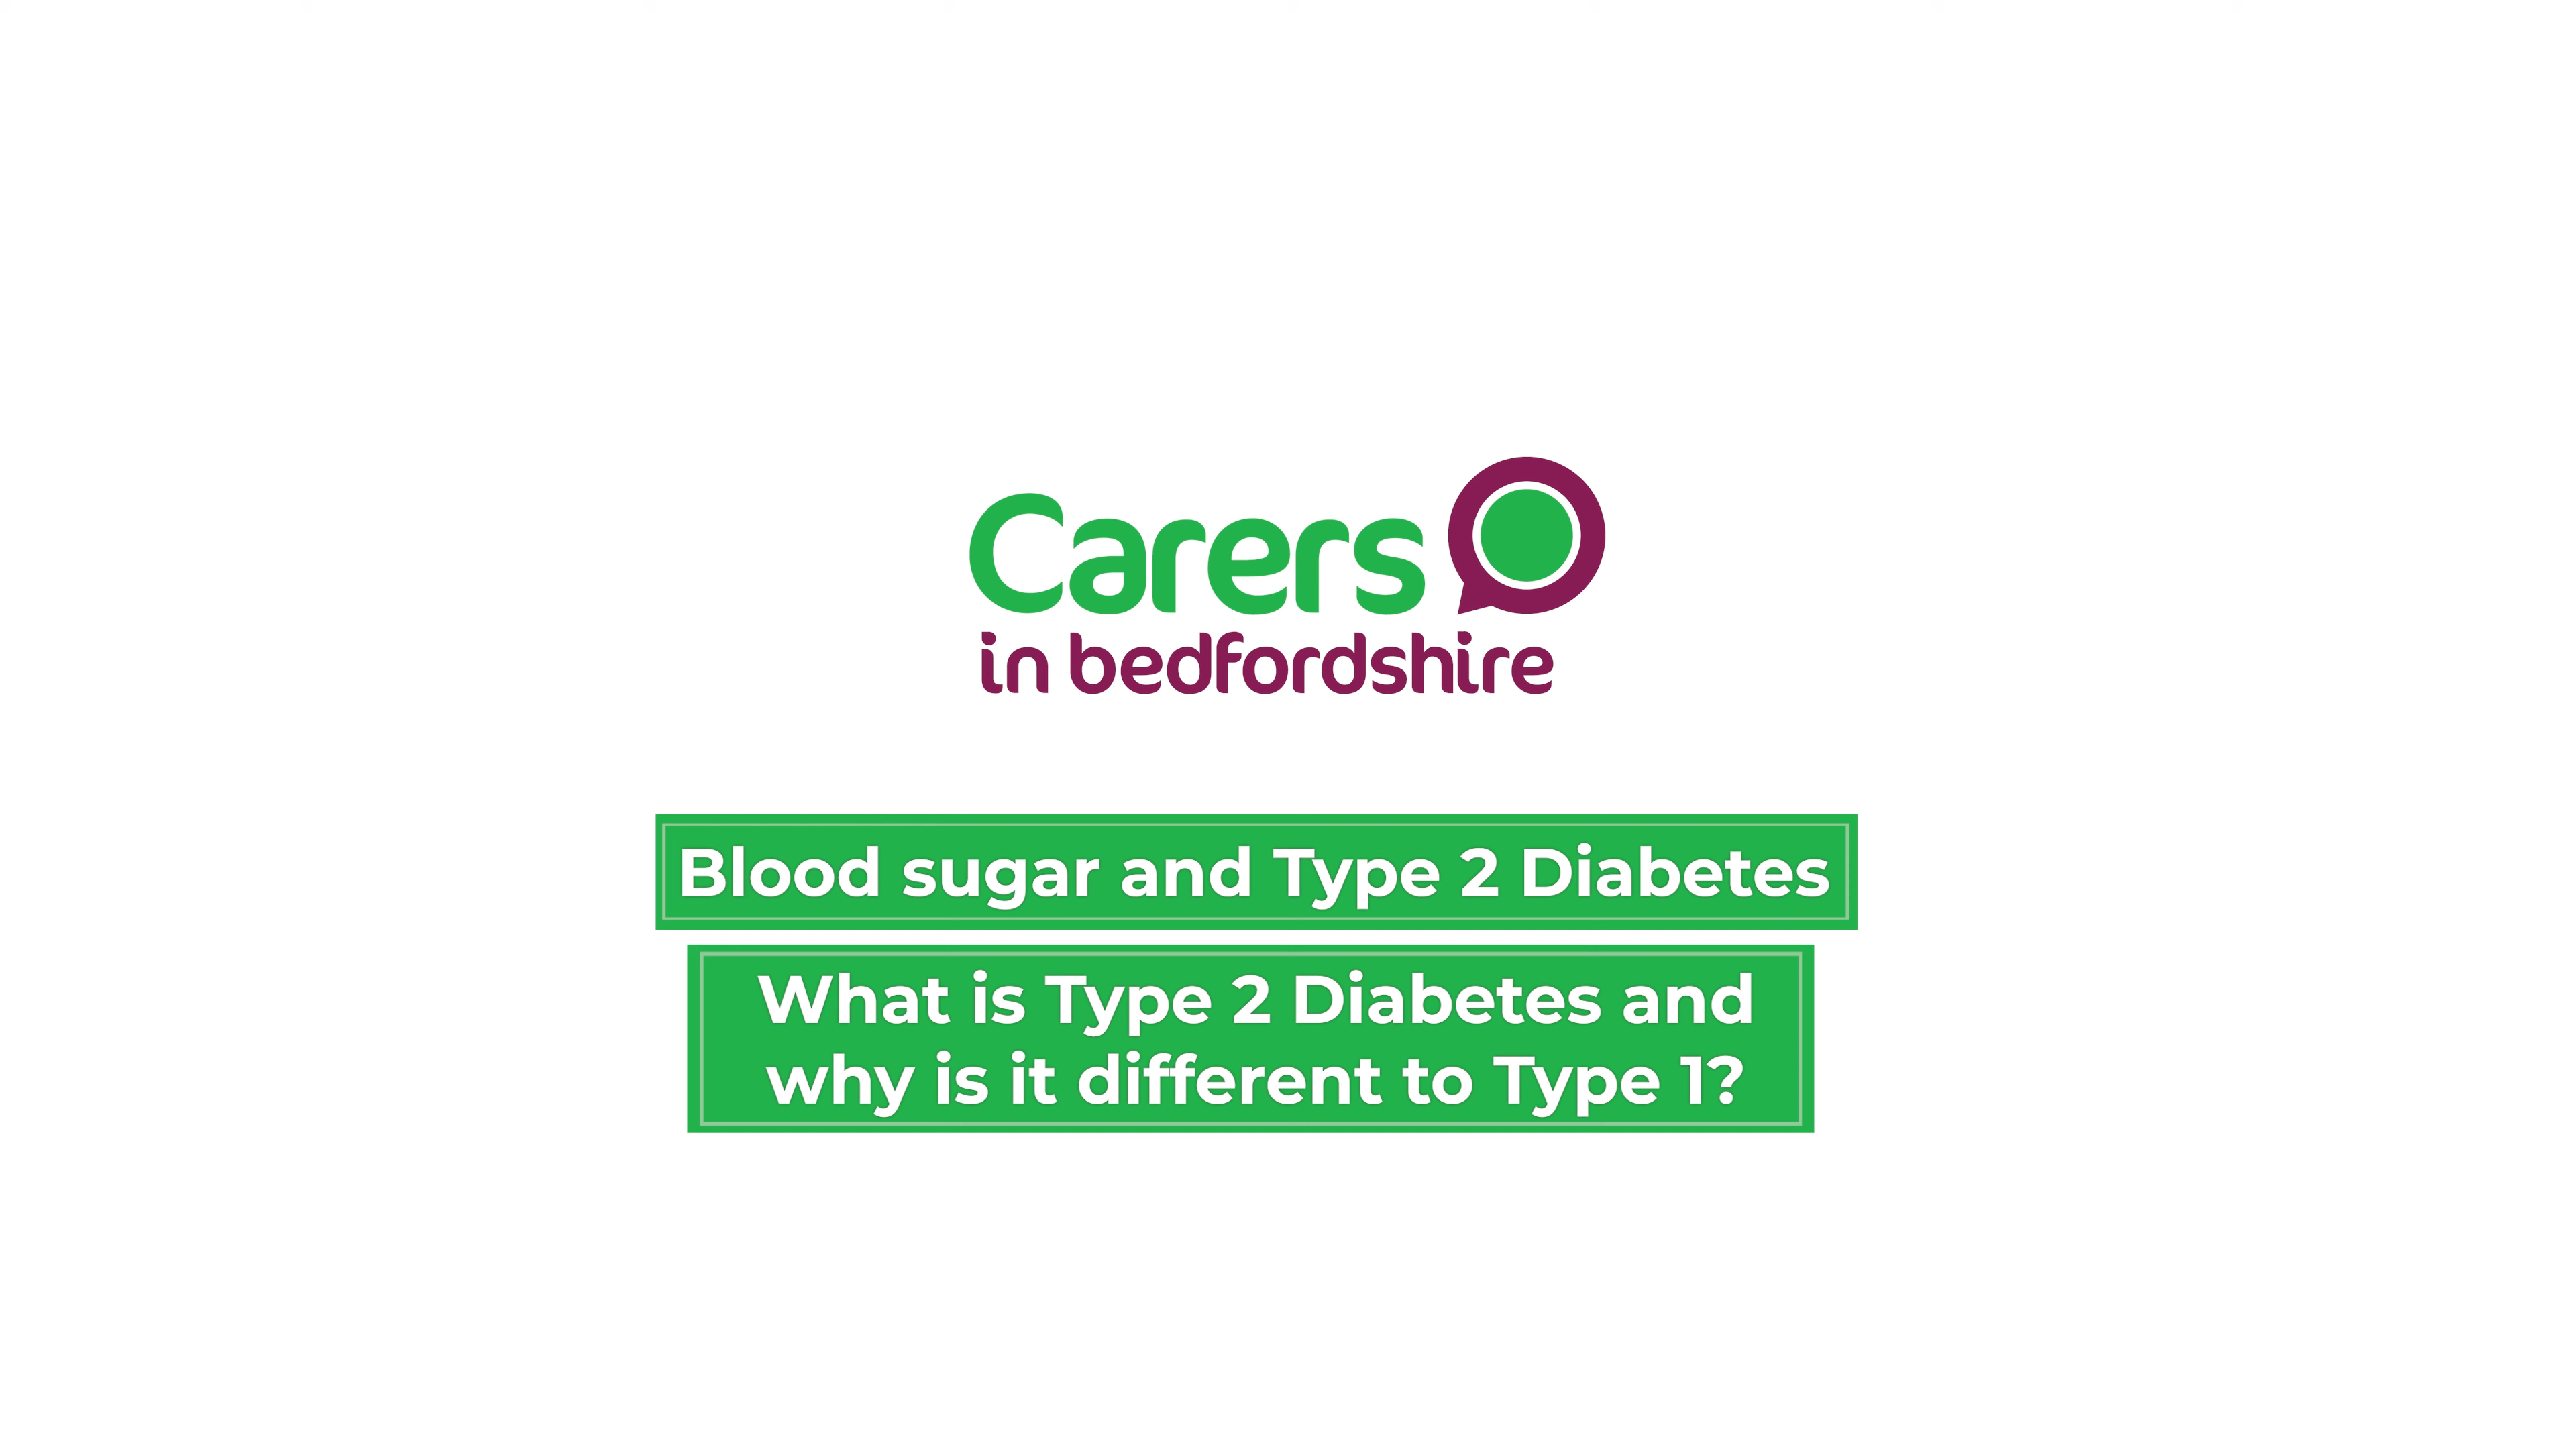 Carers
in bedfordshire
Blood sugar and Type 2 Diabetes
What is Type 2 Diabetes and
why is it different to Type 1?